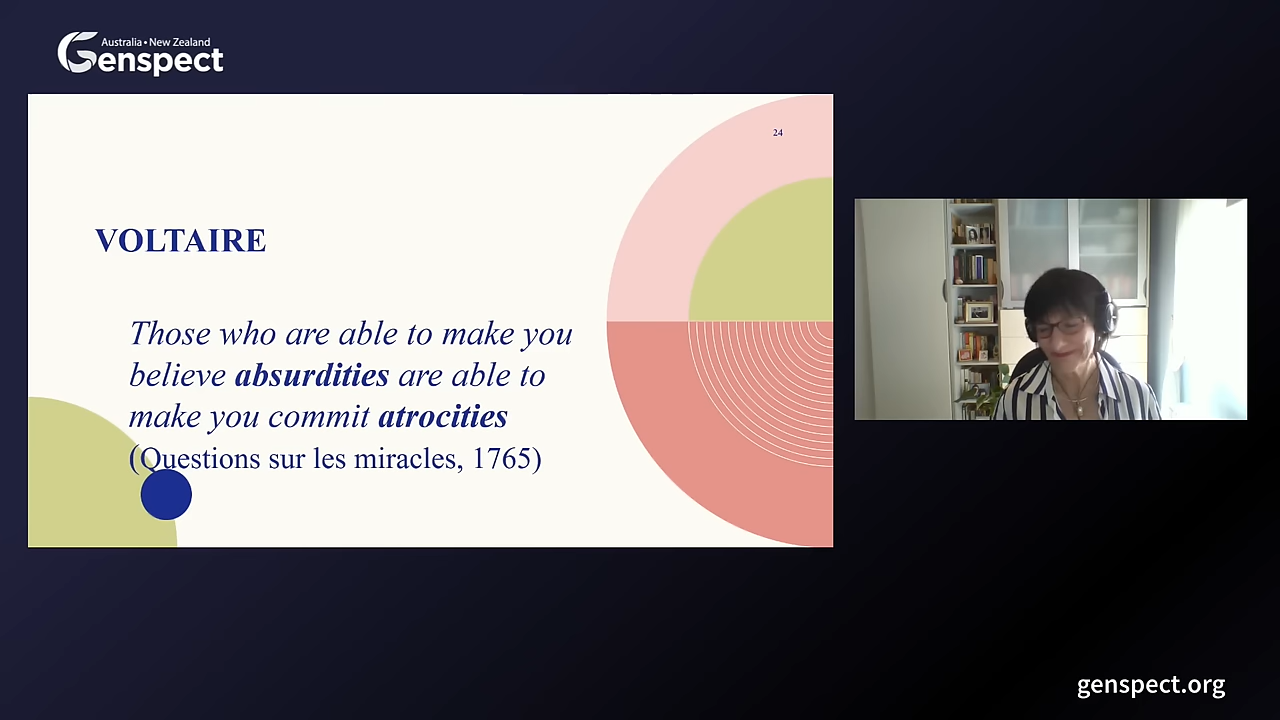 Australia • New Zealand
Genspect
24
VOLTAIRE
Those who are able to make you
believe absurdities are able to
make you commit atrocities
(Questions sur les miracles, 1765)
genspect.org